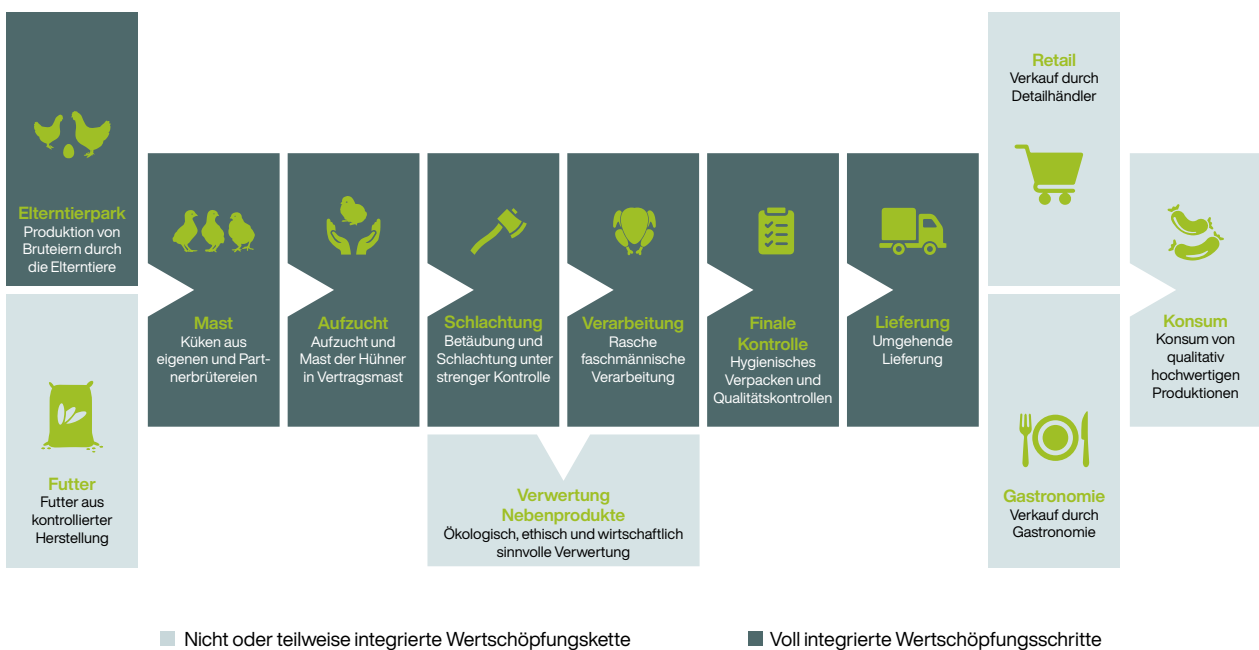 Elterntierpark
Produktion von
Bruteiern durch
die Elterntiere
Futter
Futter aus
kontrollierter
Herstellung
Mast
Küken aus
eigenen und Part-
nerbrütereien
Aufzucht
Aufzucht und
Mast der Hühner
in Vertragsmast
Schlachtung
Betäubung und
Schlachtung unter
strenger Kontrolle
Verarbeitung
Rasche
faschmännische
Verarbeitung
Verwertung
Nebenprodukte
Ökologisch, ethisch und wirtschaftlich
sinnvolle Verwertung
Finale
Kontrolle
Hygienisches
Verpacken und
Qualitätskontrollen
Lieferung
Umgehende
Lieferung
Retail
Verkauf durch
Detailhändler
Gastronomie
Verkauf durch
Gastronomie
Konsum
Konsum von
qualitativ
hochwertigen
Produktionen
Nicht oder teilweise integrierte Wertschöpfungskette
Voll integrierte Wertschöpfungsschritte